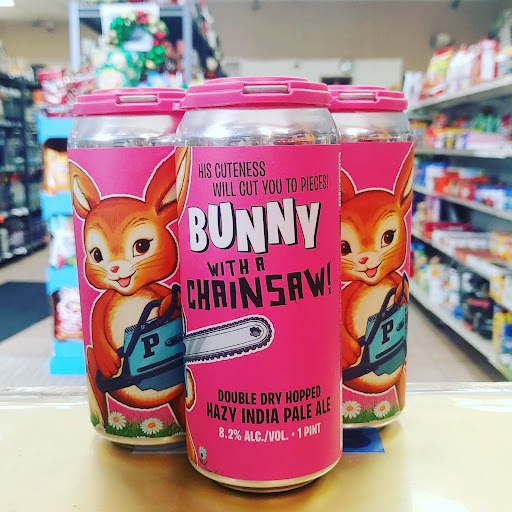 HIS CUTENESS
WILL CUT YOU TO PIECES!
BUNNY
WITH A
CHAINSAW!
DOUBLE DRY HOPPED
HAZY INDIA PALE ALE
8.2% ALC./VOL. • 1 PINT
P
P